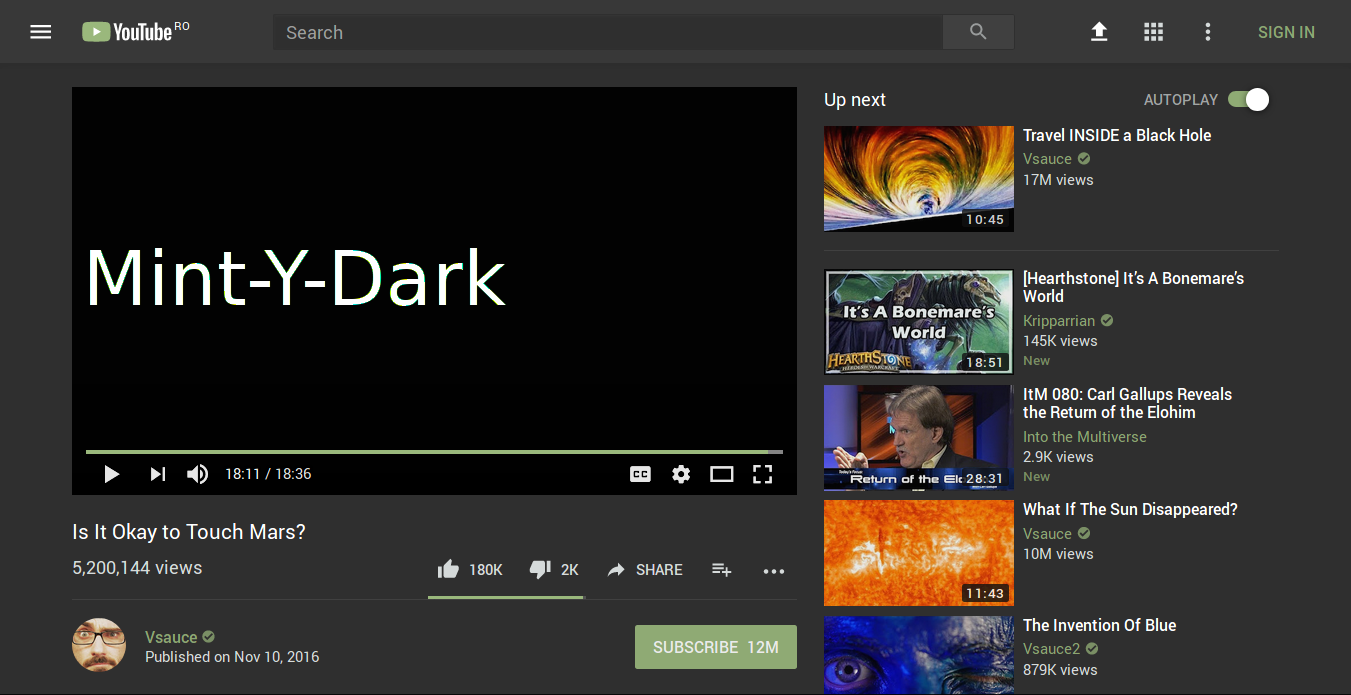 YouTube RO
Search
SIGN IN
Mint-Y-Dark
18:11 / 18:36
CC
Is It Okay to Touch Mars?
5,200,144 views
180K
2K
SHARE
Vsauce
Published on Nov 10, 2016
SUBSCRIBE 12M
Up next
AUTOPLAY
10:45
Travel INSIDE a Black Hole
Vsauce
17M views
It's A Bonemare's
World
HEARTHSTONE
HEROES OF WARCRAFT
18:51
[Hearthstone] It’s A Bonemare’s
World
Kripparrian
145K views
New
Return of the Elo
28:31
ItM 080: Carl Gallups Reveals
the Return of the Elohim
Into the Multiverse
2.9K views
New
11:43
What If The Sun Disappeared?
Vsauce
10M views
The Invention Of Blue
Vsauce2
879K views